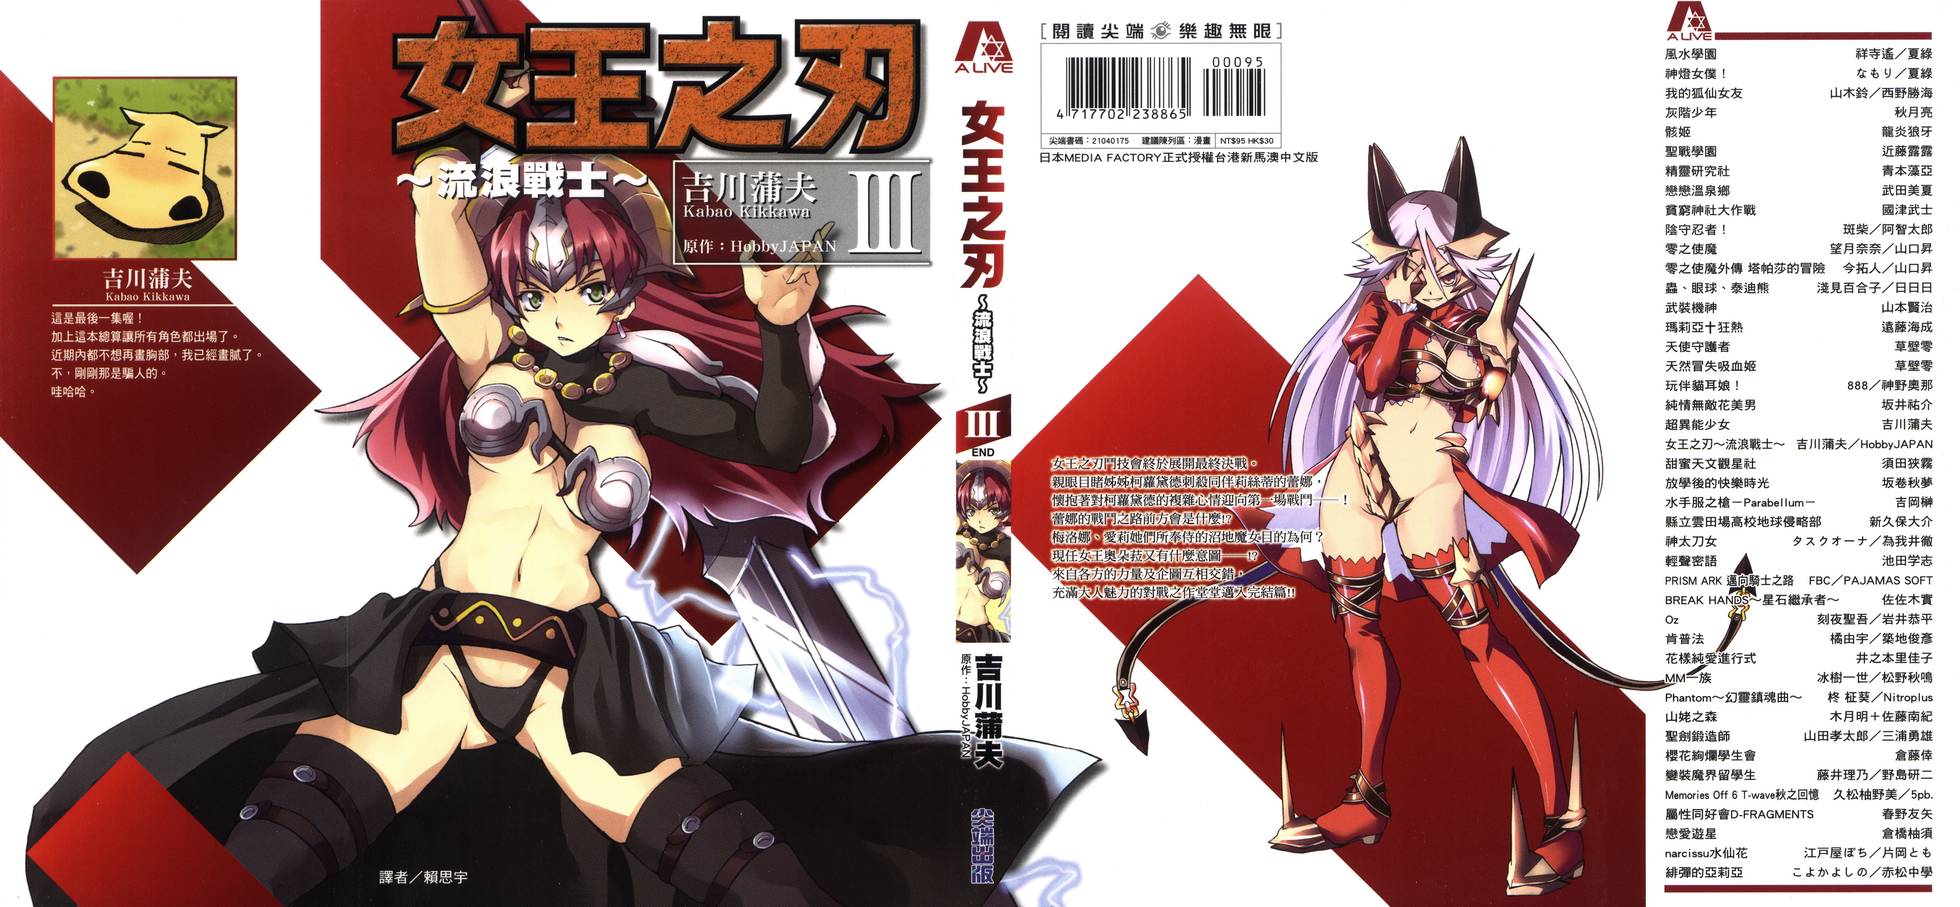 吉川蒲夫
Kabao Kikkawa
這是最後一集喔！
加上這本總算讓所有角色都出場了。
近期內都不想再畫胸部，我已經畫膩了。
不，剛剛那是騙人的。
哇哈哈。
女王之刃
～流浪戰士～
吉川蒲夫
Kabao Kikkawa
原作：HobbyJAPAN
III
譯者／賴思宇
A LIVE
女王之刃
～流浪戰士～
III
END
吉川蒲夫
原作：HobbyJAPAN
尖端出版
[閱讀尖端 樂趣無限]
00095
4 717702 238865
尖端書碼：21040175 建議陳列區：漫畫 NT$95 HK$30
日本MEDIA FACTORY正式授權台港新馬澳中文版
女王之刃鬥技會終於展開最終決戰。
親眼目睹姊姊柯蘿黛德刺殺同伴莉絲蒂的蕾娜，
懷抱著對柯蘿黛德的複雜心情迎向第一場戰鬥──！
蕾娜的戰鬥之路前方會是什麼!?
梅洛娜、愛莉她們所奉侍的沼地魔女目的為何？
現任女王奧朵菈又有什麼意圖──!?
來自各方的力量及企圖互相交錯，
充滿大人魅力的對戰之作堂堂邁入完結篇!!
A LIVE
風水學園 祥寺遙／夏綠
神燈女僕！ なもり／夏綠
我的狐仙女友 山木鈴／西野勝海
灰階少年 秋月亮
骸姬 龍炎狼牙
聖戰學園 近藤露露
精靈研究社 青本藻亞
戀戀溫泉鄉 武田美夏
貧窮神社大作戰 國津武士
陰守忍者！ 斑柴／阿智太郎
零之使魔 望月奈奈／山口昇
零之使魔外傳 塔帕莎的冒險 今拓人／山口昇
蟲、眼球、泰迪熊 淺見百合子／日日日
武裝機神 山本賢治
瑪莉亞十狂熱 遠藤海成
天使守護者 草壁零
天然冒失吸血姬 草壁零
玩伴貓耳娘！ 888／神野奧那
純情無敵花美男 坂井祐介
超異能少女 吉川蒲夫
女王之刃～流浪戰士～ 吉川蒲夫／HobbyJAPAN
甜蜜天文觀星社 須田狹霧
放學後的快樂時光 坂卷秋夢
水手服之槍－Parabellum－ 吉岡榊
縣立雲田場高校地球侵略部 新久保大介
神太刀女 タスクオーナ／為我井徹
輕聲密語 池田学志
PRISM ARK 邁向騎士之路 FBC／PAJAMAS SOFT
BREAK HANDS～星石繼承者～ 佐佐木實
Oz 刻夜聖吾／岩井恭平
肯普法 橘由宇／築地俊彥
花樣純愛進行式 井之本里佳子
MM一族 冰樹一世／松野秋鳴
Phantom～幻靈鎮魂曲～ 柊 柾葵／Nitroplus
山姥之森 木月明＋佐藤南紀
聖劍鍛造師 山田孝太郎／三浦勇雄
櫻花絢爛學生會 倉藤倖
變裝魔界留學生 藤井理乃／野島研二
Memories Off 6 T-wave秋之回憶 久松柚野美／5pb.
屬性同好會D-FRAGMENTS 春野友矢
戀愛遊星 倉橋柚須
narcissu水仙花 江戸屋ぽち／片岡とも
緋彈的亞莉亞 こよかよしの／赤松中學